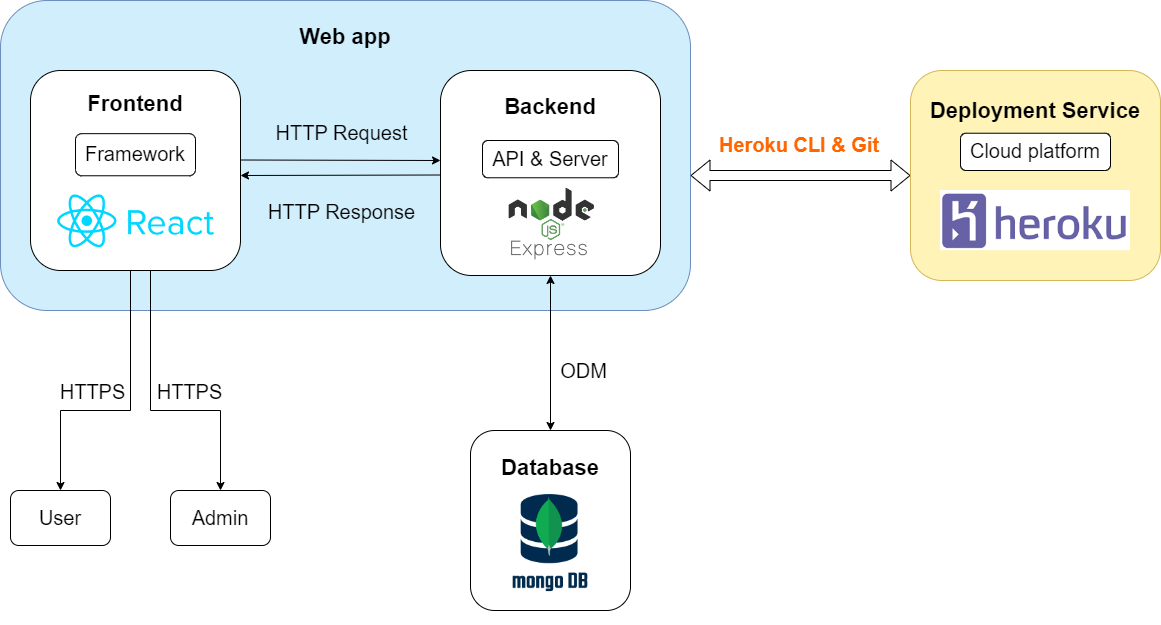 Web app
Frontend
Framework
React
HTTP Request
HTTP Response
Backend
API & Server
node
JS
Express
Heroku CLI & Git
Deployment Service
Cloud platform
heroku
HTTPS
HTTPS
ODM
User
Admin
Database
mongo DB